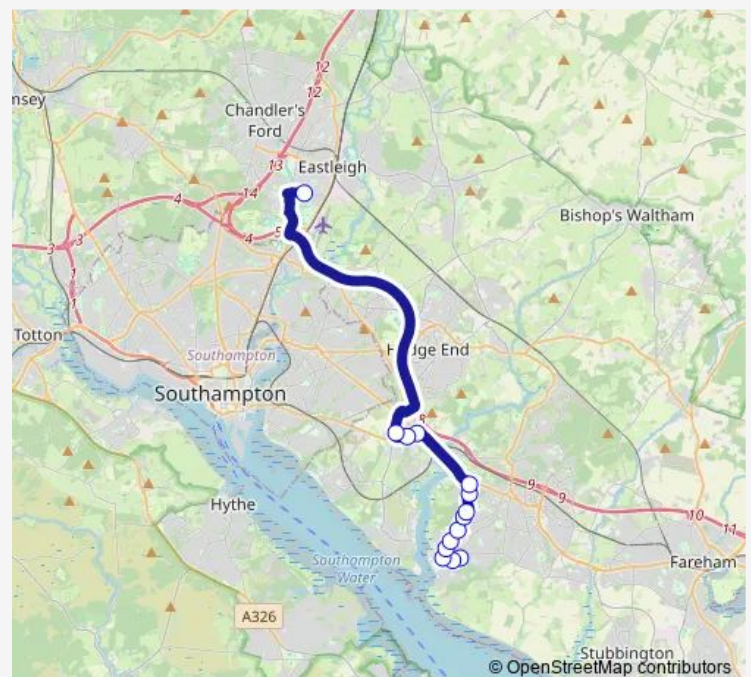 12
12
msey
Chandler's
Ford
13
Eastleigh
14
4
5
4
3
3
1
1
Bishop's Waltham
Totton
Southampton
Southampton
H dge End
8
9
9
10
11
Hythe
Southampton
Water
Fareham
A326
Stubbington
© OpenStreetMap contributors